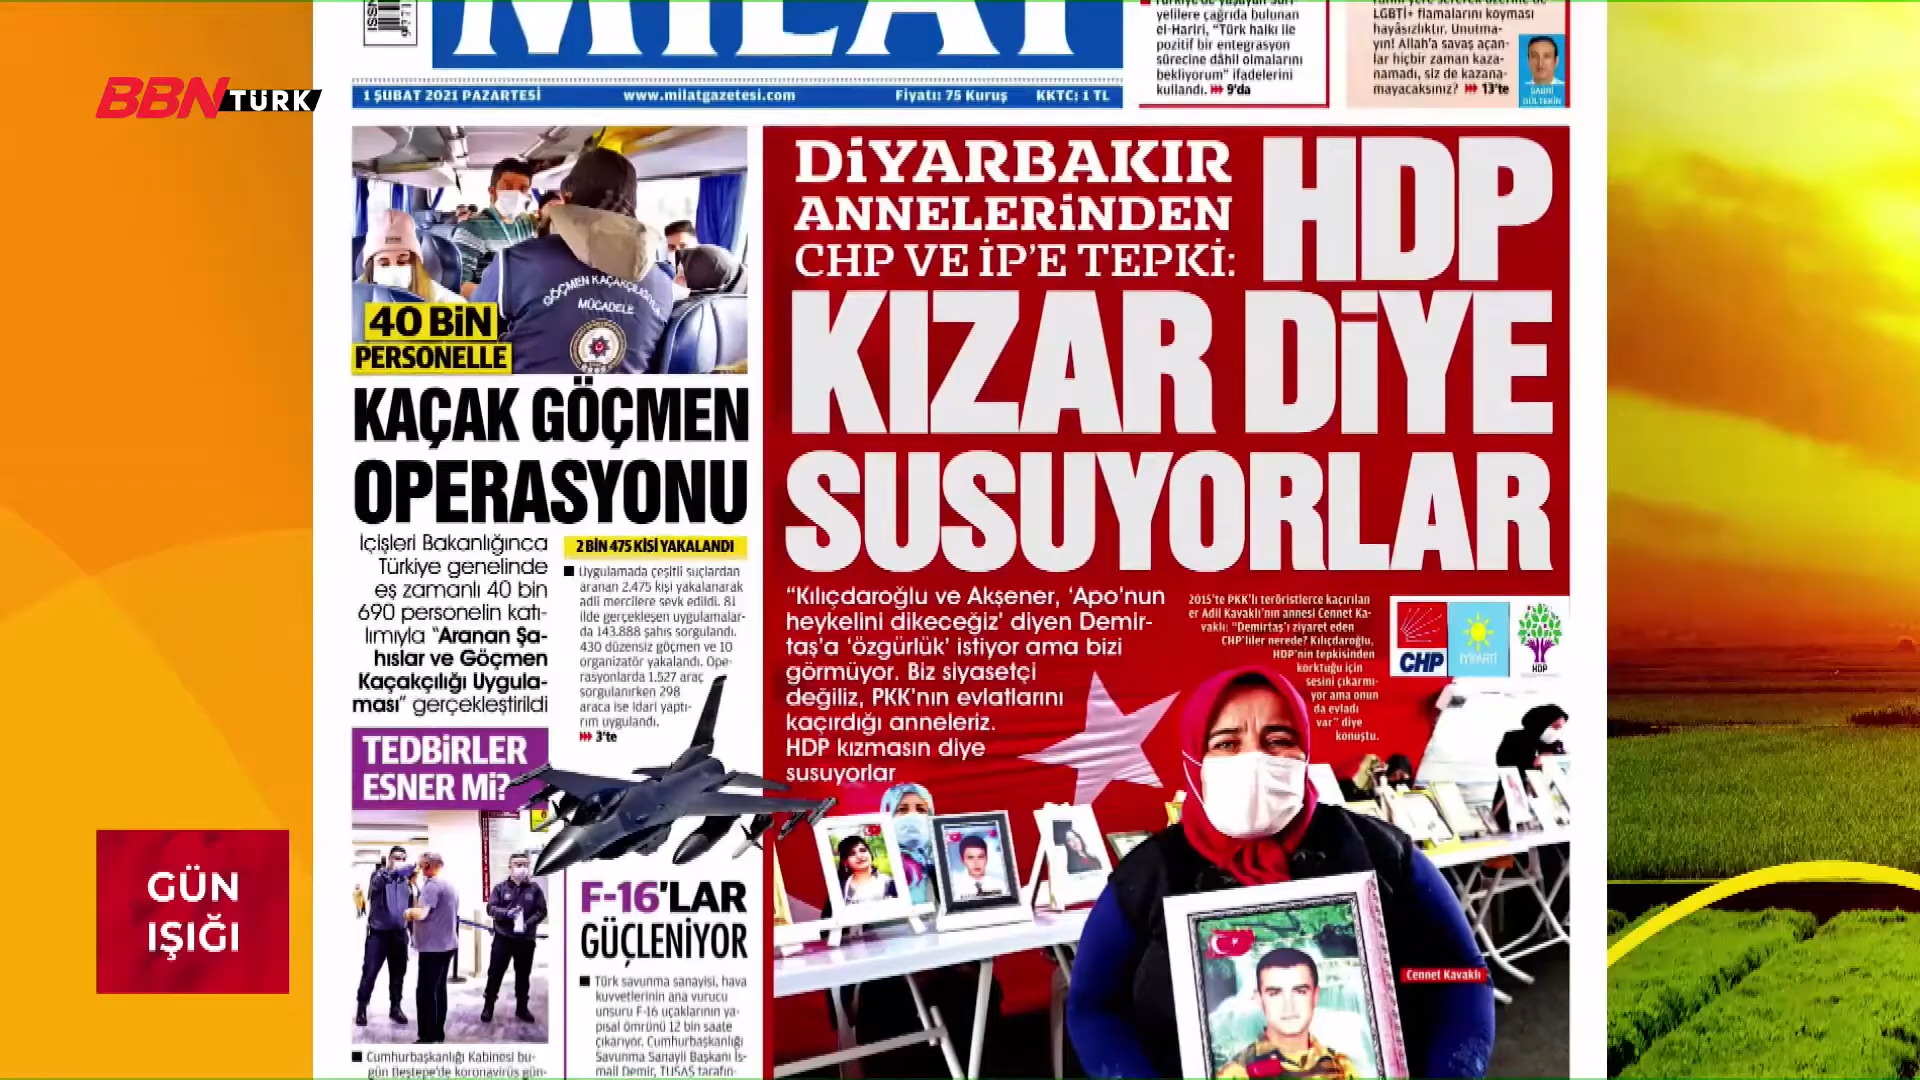 BBN TURK
MİLAT
1 ŞUBAT 2021 PAZARTESİ
www.milatgazetesi.com
Fiyatı: 75 Kuruş
KKTC: 1 TL
yelilere çağrıda bulunan
el-Hariri, "Türk halkı ile
pozitif bir entegrasyon
sürecine dâhil olmalarını
bekliyorum" ifadelerini
kullandı. 9'da
LGBTİ+ flamalarını koyması
hayâsızlıktır. Unutma-
yın! Allah'a savaş açan-
lar hiçbir zaman kaza-
namadı, siz de kazana-
mayacaksınız? 13'te
SABRİ
GÜLTEKİN
GÖÇMEN KAÇAKÇILIĞIYLA
MÜCADELE
40 BİN
PERSONELLE
KAÇAK GÖÇMEN
OPERASYONU
İçişleri Bakanlığınca
Türkiye genelinde
eş zamanlı 40 bin
690 personelin katı-
lımıyla "Aranan Şa-
hıslar ve Göçmen
Kaçakçılığı Uygula-
ması" gerçekleştirildi
2 BİN 475 KİŞİ YAKALANDI
Uygulamada çeşitli suçlardan
aranan 2.475 kişi yakalanarak
adli mercilere sevk edildi. 81
ilde gerçekleşen uygulamalar-
da 143.888 şahıs sorgulandı.
430 düzensiz göçmen ve 10
organizatör yakalandı. Ope-
rasyonlarda 1.527 araç
sorgulanırken 298
araca ise idari yaptı-
rım uygulandı.
3'te
TEDBİRLER
ESNER Mİ?
Cumhurbaşkanlığı Kabinesi bu-
gün Beştepe'de koronavirüs gün-
F-16'LAR
GÜÇLENİYOR
Türk savunma sanayisi, hava
kuvvetlerinin ana vurucu
unsuru F-16 uçaklarının ya-
pısal ömrünü 12 bin saate
çıkarıyor. Cumhurbaşkanlığı
Savunma Sanayii Başkanı İs-
mail Demir, TUSAŞ tarafın-
DİYARBAKIR
ANNELERİNDEN
CHP VE İP'E TEPKİ:
HDP
KIZAR DİYE
SUSUYORLAR
"Kılıçdaroğlu ve Akşener, 'Apo'nun
heykelini dikeceğiz' diyen Demir-
taş'a 'özgürlük' istiyor ama bizi
görmüyor. Biz siyasetçi
değiliz, PKK'nın evlatlarını
kaçırdığı anneleriz.
HDP kızmasın diye
susuyorlar
2015'te PKK'lı teröristlerce kaçırılan
er Adil Kavaklı'nın annesi Cennet Ka-
vaklı: "Demirtaş'ı ziyaret eden
CHP'liler nerede? Kılıçdaroğlu,
HDP'nin tepkisinden
korktuğu için
sesini çıkarmı-
yor ama onun
da evladı
var" diye
konuştu.
CHP
İYİ PARTİ
HDP
Cennet Kavaklı
GÜN
IŞIĞI